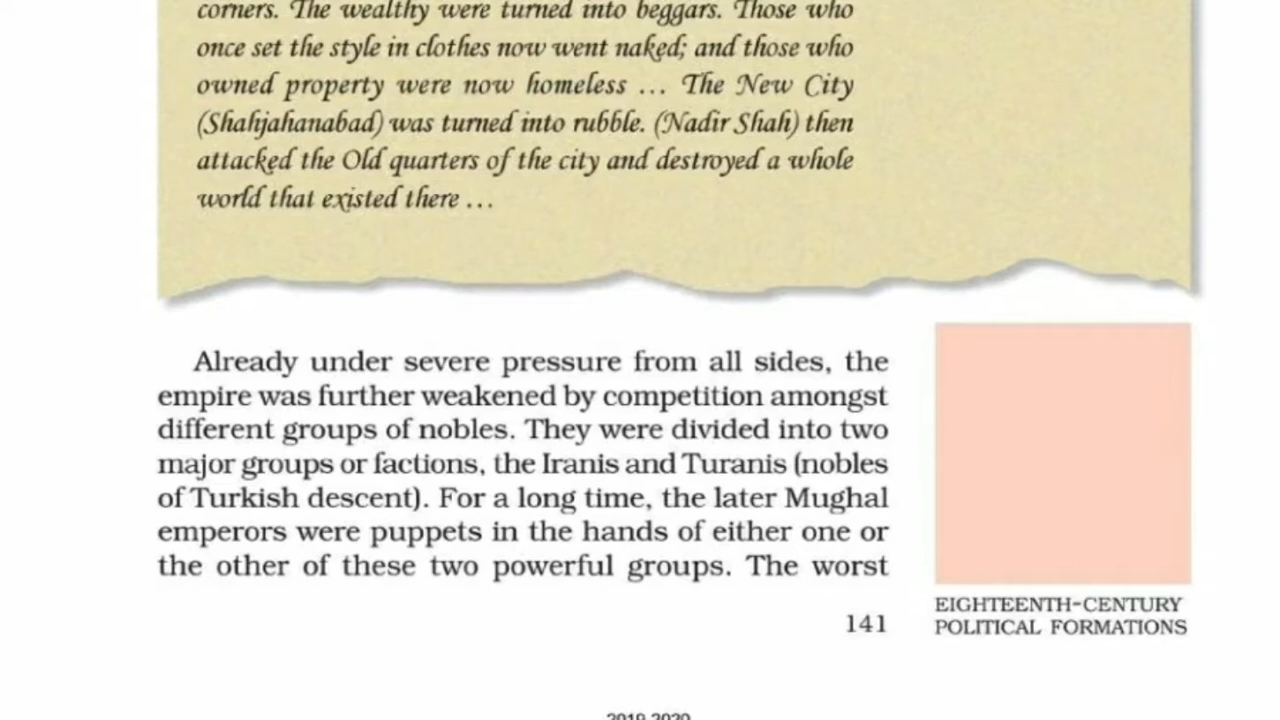 corners. The wealthy were turned into beggars. Those who
once set the style in clothes now went naked; and those who
owned property were now homeless ... The New City
(Shahjahanabad) was turned into rubble. (Nadir Shah) then
attacked the Old quarters of the city and destroyed a whole
world that existed there ...
Already under severe pressure from all sides, the
empire was further weakened by competition amongst
different groups of nobles. They were divided into two
major groups or factions, the Iranis and Turanis (nobles
of Turkish descent). For a long time, the later Mughal
emperors were puppets in the hands of either one or
the other of these two powerful groups. The worst
141
EIGHTEENTH-CENTURY
POLITICAL FORMATIONS
2019-2020